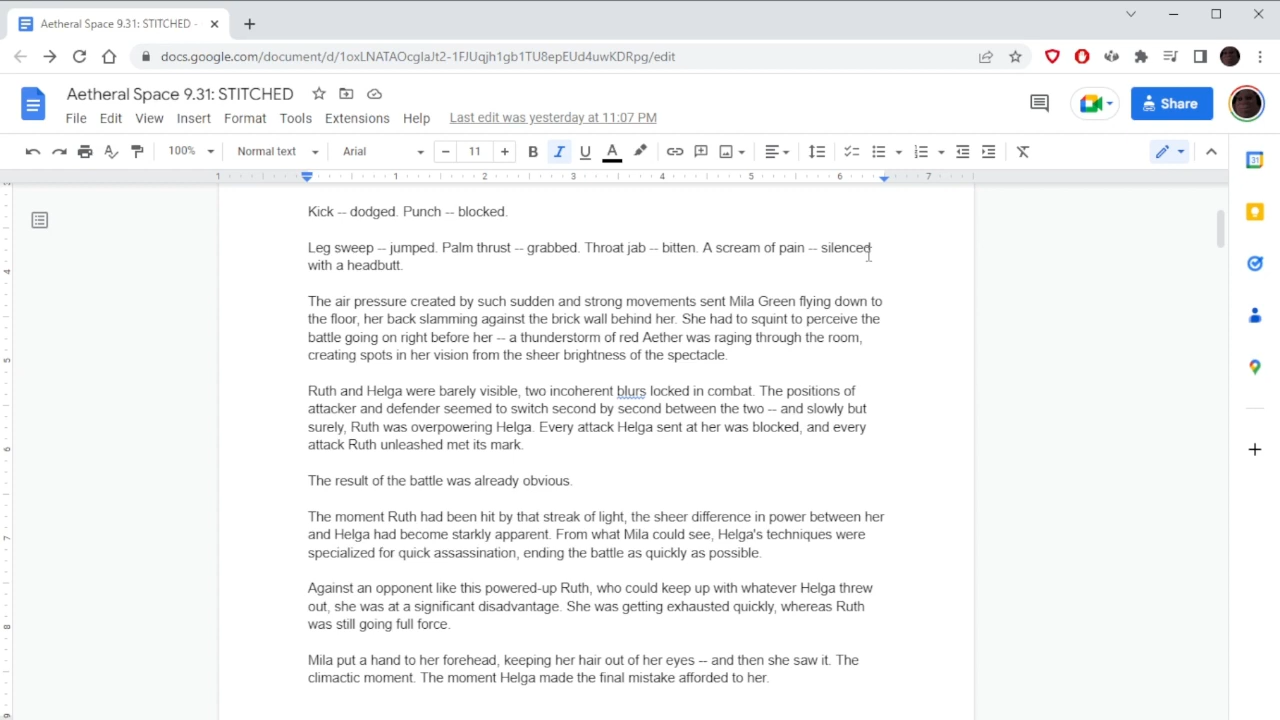 Aetheral Space 9.31: STITCHED -
docs.google.com/document/d/1oxLNATAOcgIaJt2-1FJUqjh1gb1TU8epEUd4uwKDRpg/edit
Aetheral Space 9.31: STITCHED
Share
File Edit View Insert Format Tools Extensions Help Last edit was yesterday at 11:07 PM
100% Normal text Arial 11 B I U A
1 1 2 3 4 5 6 7
31
Kick -- dodged. Punch -- blocked.
Leg sweep -- jumped. Palm thrust -- grabbed. Throat jab -- bitten. A scream of pain -- silenced
with a headbutt.
4
The air pressure created by such sudden and strong movements sent Mila Green flying down to
the floor, her back slamming against the brick wall behind her. She had to squint to perceive the
battle going on right before her -- a thunderstorm of red Aether was raging through the room,
creating spots in her vision from the sheer brightness of the spectacle.
5
Ruth and Helga were barely visible, two incoherent blurs locked in combat. The positions of
attacker and defender seemed to switch second by second between the two -- and slowly but
surely, Ruth was overpowering Helga. Every attack Helga sent at her was blocked, and every
attack Ruth unleashed met its mark.
6
The result of the battle was already obvious.
The moment Ruth had been hit by that streak of light, the sheer difference in power between her
and Helga had become starkly apparent. From what Mila could see, Helga's techniques were
specialized for quick assassination, ending the battle as quickly as possible.
7
Against an opponent like this powered-up Ruth, who could keep up with whatever Helga threw
out, she was at a significant disadvantage. She was getting exhausted quickly, whereas Ruth
was still going full force.
8
Mila put a hand to her forehead, keeping her hair out of her eyes -- and then she saw it. The
climactic moment. The moment Helga made the final mistake afforded to her.
9